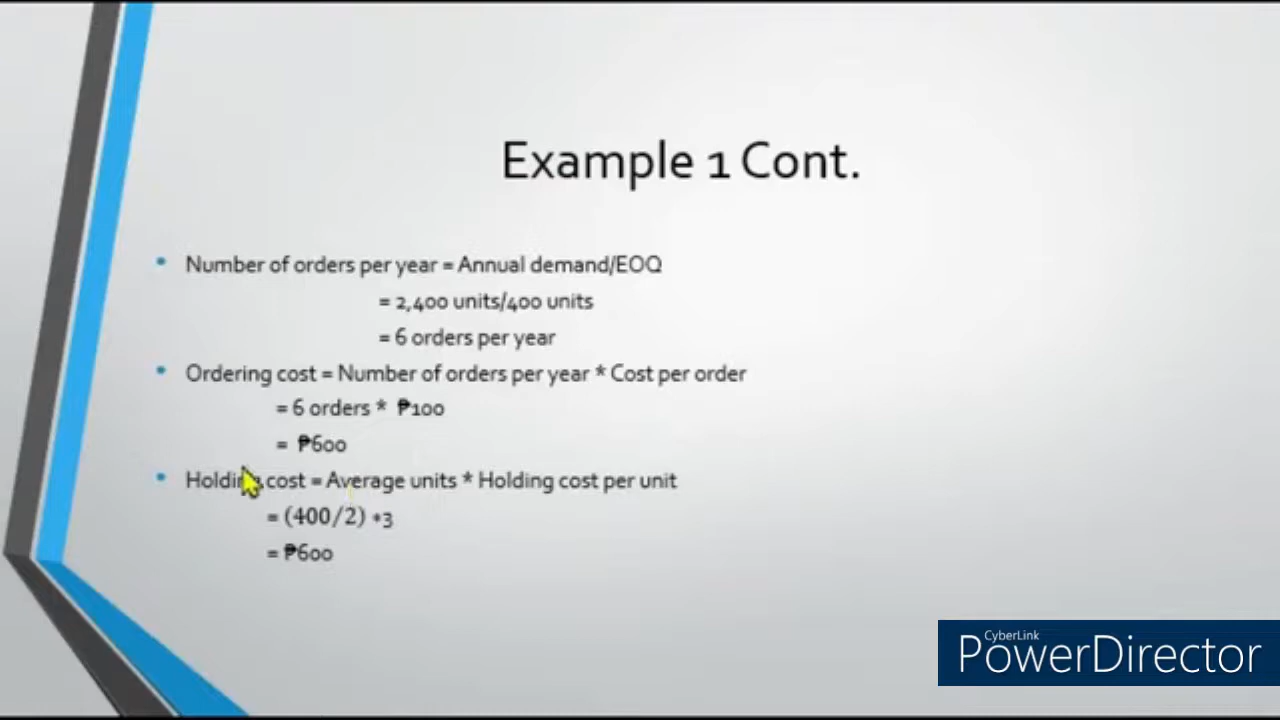 Example 1 Cont.
• Number of orders per year = Annual demand/EOQ
= 2,400 units/400 units
= 6 orders per year
• Ordering cost = Number of orders per year * Cost per order
= 6 orders * ₱100
= ₱600
• Holding cost = Average units * Holding cost per unit
= (400/2) *3
= ₱600
CyberLink
PowerDirector